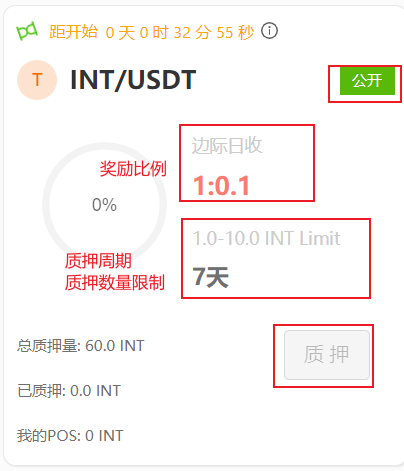 距开始 0 天 0 时 32 分 55 秒
T INT/USDT
公开
边际日收
奖励比例
1:0.1
0%
1.0-10.0 INT Limit
质押周期
7天
质押数量限制
总质押量: 60.0 INT
质 押
已质押: 0.0 INT
我的POS: 0 INT